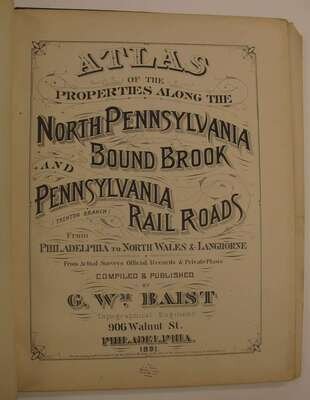 ATLAS
OF THE
PROPERTIES ALONG THE
NORTH PENNSYLVANIA
BOUND BROOK
AND
PENNSYLVANIA
TRENTON BRANCH
RAIL ROADS
From
PHILADELPHIA TO NORTH WALES & LANGHORNE
From Actual Surveys Official Records & Private Plans
COMPILED & PUBLISHED
BY
G. WM BAIST
Topographical Engineer
906 Walnut St.
PHILADELPHIA.
1891.